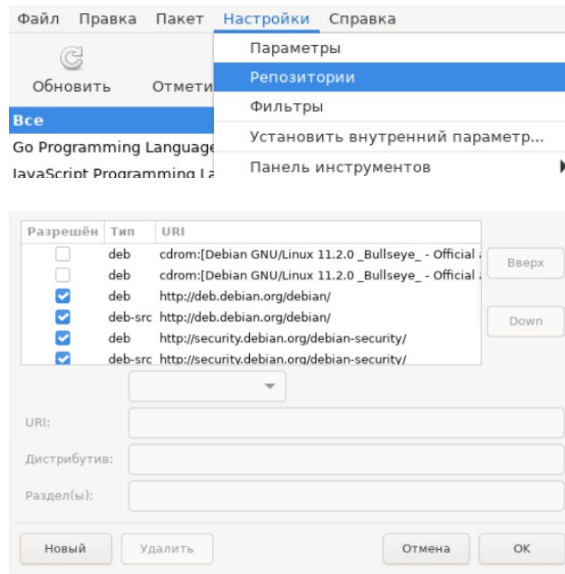 Файл Правка Пакет Настройки Справка
Параметры
Обновить Отмети
Репозитории
Фильтры
Все
Установить внутренний параметр...
Go Programming Language
Панель инструментов
JavaScript Programming La
Разрешён Тип URI
deb cdrom:[Debian GNU/Linux 11.2.0 _Bullseye_ - Official
deb cdrom:[Debian GNU/Linux 11.2.0 _Bullseye_ - Official
Вверх
deb http://deb.debian.org/debian/
deb-src http://deb.debian.org/debian/
Down
deb http://security.debian.org/debian-security/
deb-src http://security.debian.org/debian-security/
URI:
Дистрибутив:
Раздел(ы):
Новый Удалить Отмена OK